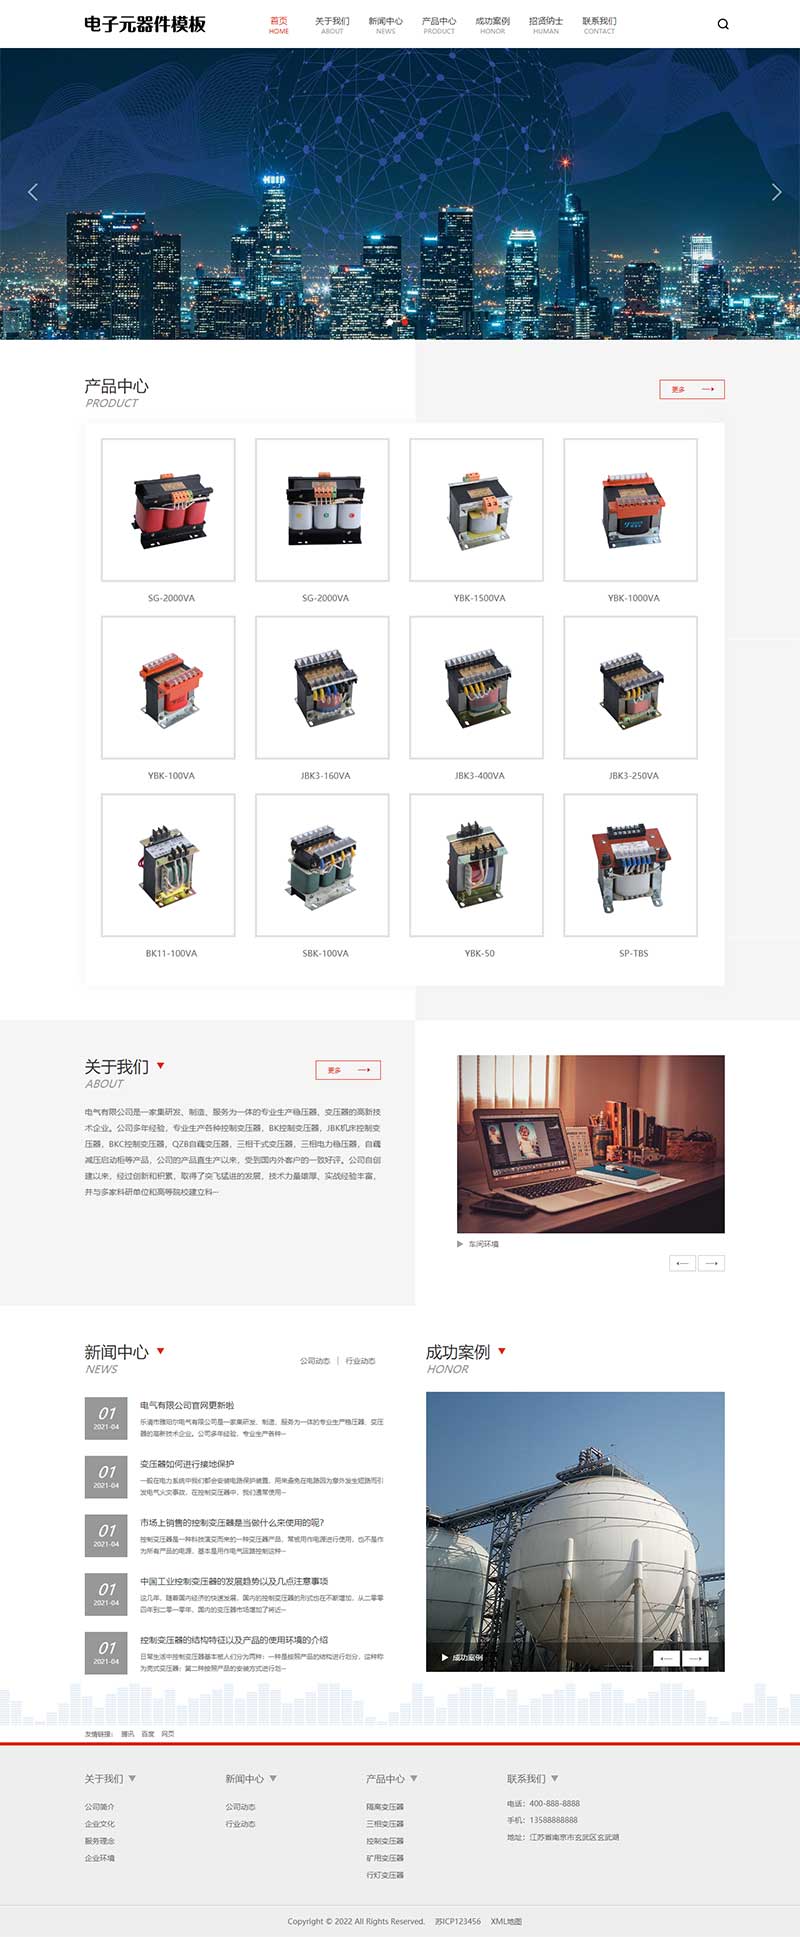 电子元器件模板
首页 关于我们 新闻中心 产品中心 成功案例 招贤纳士 联系我们
HOME ABOUT NEWS PRODUCT HONOR HUMAN CONTACT
产品中心
PRODUCT
更多
SG-2000VA SG-2000VA YBK-1500VA YBK-1000VA
YBK-100VA JBK3-160VA JBK3-400VA JBK3-250VA
BK11-100VA SBK-100VA YBK-50 SP-TBS
关于我们
ABOUT
更多
电气有限公司是一家集研发、制造、服务为一体的专业生产稳压器、变压器的高新技
术企业。公司多年经验，专业生产各种控制变压器，BK控制变压器，JBK机床控制变
压器，BKC控制变压器，QZB自藕变压器，三相干式变压器，三相电力稳压器，自藕
减压启动柜等产品，公司的产品直生产以来，受到国内外客户的一致好评。公司自创
建以来，经过创新和积累，取得了突飞猛进的发展，技术力量雄厚、实战经验丰富，
并与多家科研单位和高等院校建立科···
车间环境
新闻中心
NEWS
公司动态 | 行业动态
01
2021-04
电气有限公司官网更新啦
乐清市雅珀尔电气有限公司是一家集研发、制造、服务为一体的专业生产稳压器、变压
器的高新技术企业。公司多年经验，专业生产各种···
01
2021-04
变压器如何进行接地保护
一般在电力系统中我们都会安装电路保护装置，用来避免在电路因为意外发生短路而引
发电气火灾事故，在控制变压器中，我们通常使用···
01
2021-04
市场上销售的控制变压器是当做什么来使用的呢？
控制变压器是一种科技演变而来的一种变压器产品，常被用作电源进行使用，也不是作
为所有产品的电源，基本是用作电气回路控制这种···
01
2021-04
中国工业控制变压器的发展趋势以及几点注意事项
这几年，随着国内经济的快速发展，国内的控制变压器的形式也在不断增加，从二零零
四年到二零一零年，国内的变压器市场增加了将近···
01
2021-04
控制变压器的结构特征以及产品的使用环境的介绍
日常生活中控制变压器基本被人们分为两种：一种是按照产品的结构进行划分，这种称
为壳式变压器；第二种按照产品的安装方式进行划···
成功案例
HONOR
成功案例
友情链接： 腾讯 百度 网页
关于我们
公司简介
企业文化
服务理念
企业环境
新闻中心
公司动态
行业动态
产品中心
隔离变压器
三相变压器
控制变压器
矿用变压器
行灯变压器
联系我们
电话：400-888-8888
手机：13588888888
地址：江苏省南京市玄武区玄武湖
Copyright © 2022 All Rights Reserved. 苏ICP123456 XML地图